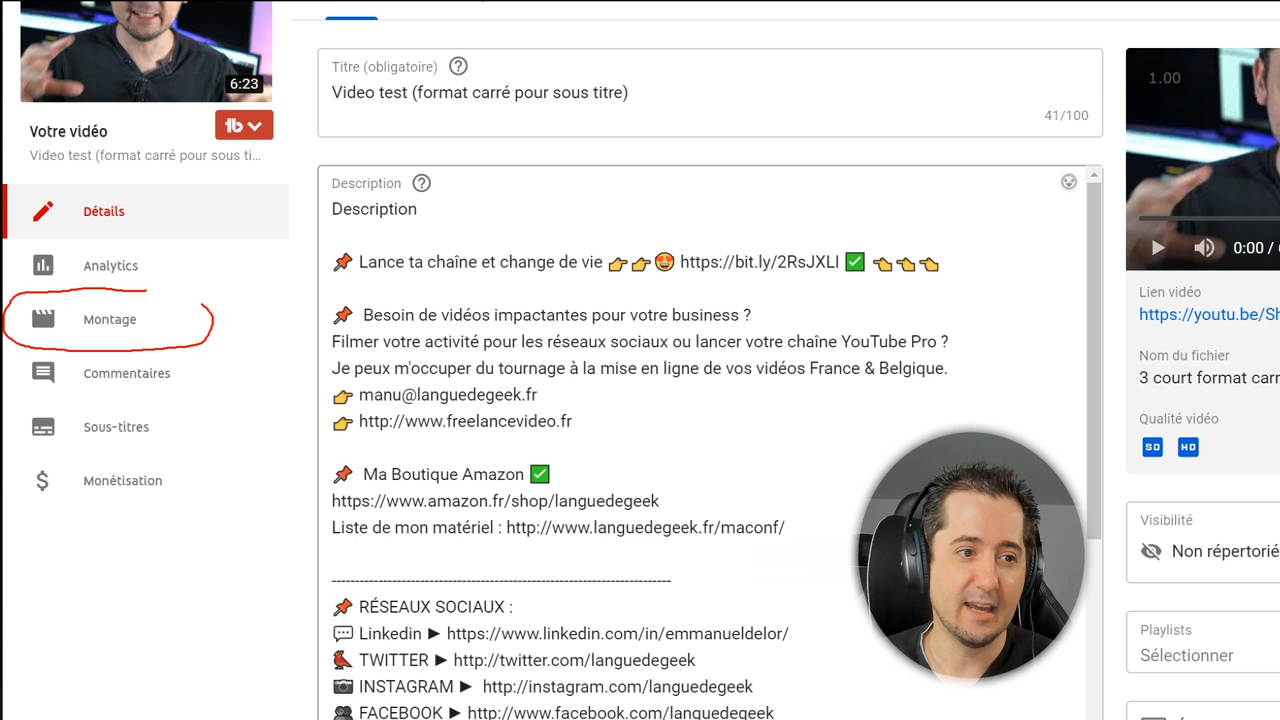 6:23
Votre vidéo
Video test (format carré pour sous ti...
Détails
Analytics
Montage
Commentaires
Sous-titres
Monétisation
Titre (obligatoire)
Video test (format carré pour sous titre)
41/100
Description
Description
📌 Lance ta chaîne et change de vie 👉👉😍 https://bit.ly/2RsJXLI ✅ 👈👈👈
📌 Besoin de vidéos impactantes pour votre business ?
Filmer votre activité pour les réseaux sociaux ou lancer votre chaîne YouTube Pro ?
Je peux m'occuper du tournage à la mise en ligne de vos vidéos France & Belgique.
👉 manu@languedegeek.fr
👉 http://www.freelancevideo.fr
📌 Ma Boutique Amazon ✅
https://www.amazon.fr/shop/languedegeek
Liste de mon matériel : http://www.languedegeek.fr/maconf/
-----------------------------------------------------------------------
📌 RÉSEAUX SOCIAUX :
💬 Linkedin ► https://www.linkedin.com/in/emmanueldelor/
🐦 TWITTER ► http://twitter.com/languedegeek
📷 INSTAGRAM ► http://instagram.com/languedegeek
👥 FACEBOOK ► http://www.facebook.com/languedegeek
1.00
0:00 /
Lien vidéo
https://youtu.be/Sh
Nom du fichier
3 court format carr
Qualité vidéo
SD HD
Visibilité
Non répertorié
Playlists
Sélectionner